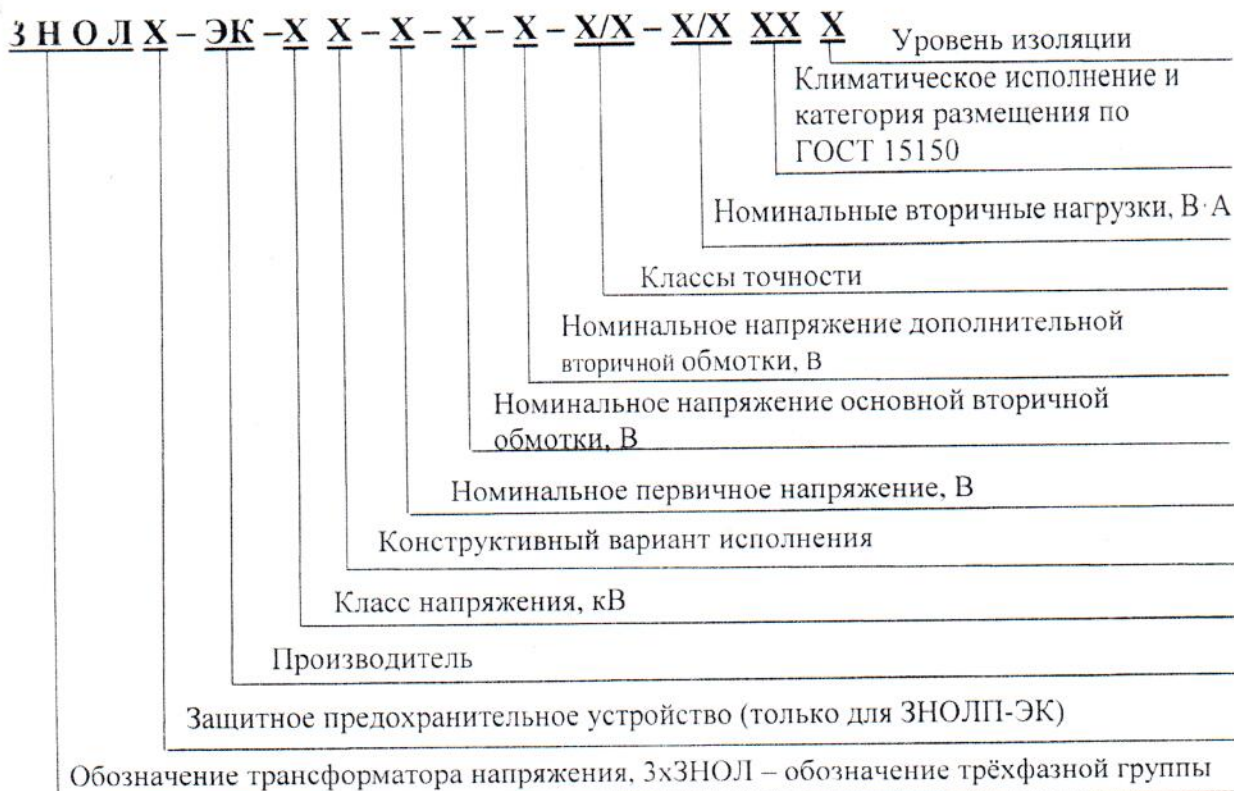 ЗНОЛХ – ЭК –Х Х – Х – Х – Х – Х/Х – Х/Х ХХ Х
Уровень изоляции
Климатическое исполнение и
категория размещения по
ГОСТ 15150
Номинальные вторичные нагрузки, В·А
Классы точности
Номинальное напряжение дополнительной
вторичной обмотки, В
Номинальное напряжение основной вторичной
обмотки, В
Номинальное первичное напряжение, В
Конструктивный вариант исполнения
Класс напряжения, кВ
Производитель
Защитное предохранительное устройство (только для ЗНОЛП-ЭК)
Обозначение трансформатора напряжения, 3хЗНОЛ – обозначение трёхфазной группы